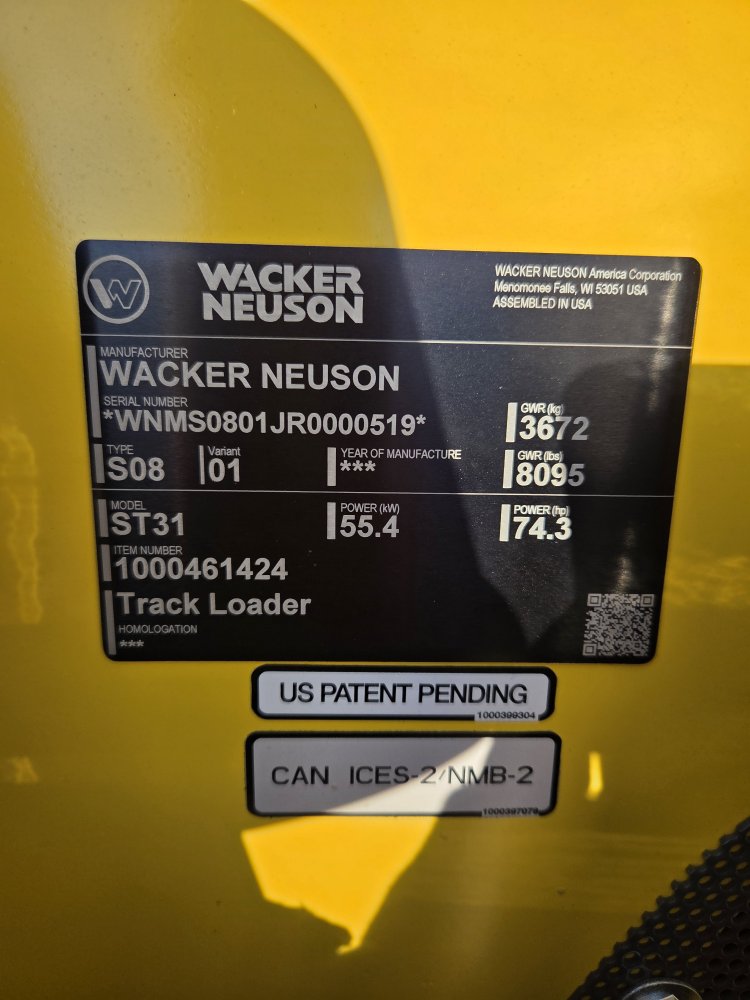 WACKER
NEUSON
WACKER NEUSON America Corporation
Menomonee Falls, WI 53051 USA
ASSEMBLED IN USA
MANUFACTURER
WACKER NEUSON
SERIAL NUMBER
*WNMS0801JR0000519*
GWR (kg)
3672
TYPE
S08
Variant
01
YEAR OF MANUFACTURE
***
GWR (lbs)
8095
MODEL
ST31
POWER (kW)
55.4
POWER (hp)
74.3
ITEM NUMBER
1000461424
Track Loader
HOMOLOGATION
***
US PATENT PENDING
1000399304
CAN ICES-2/NMB-2
1000397078